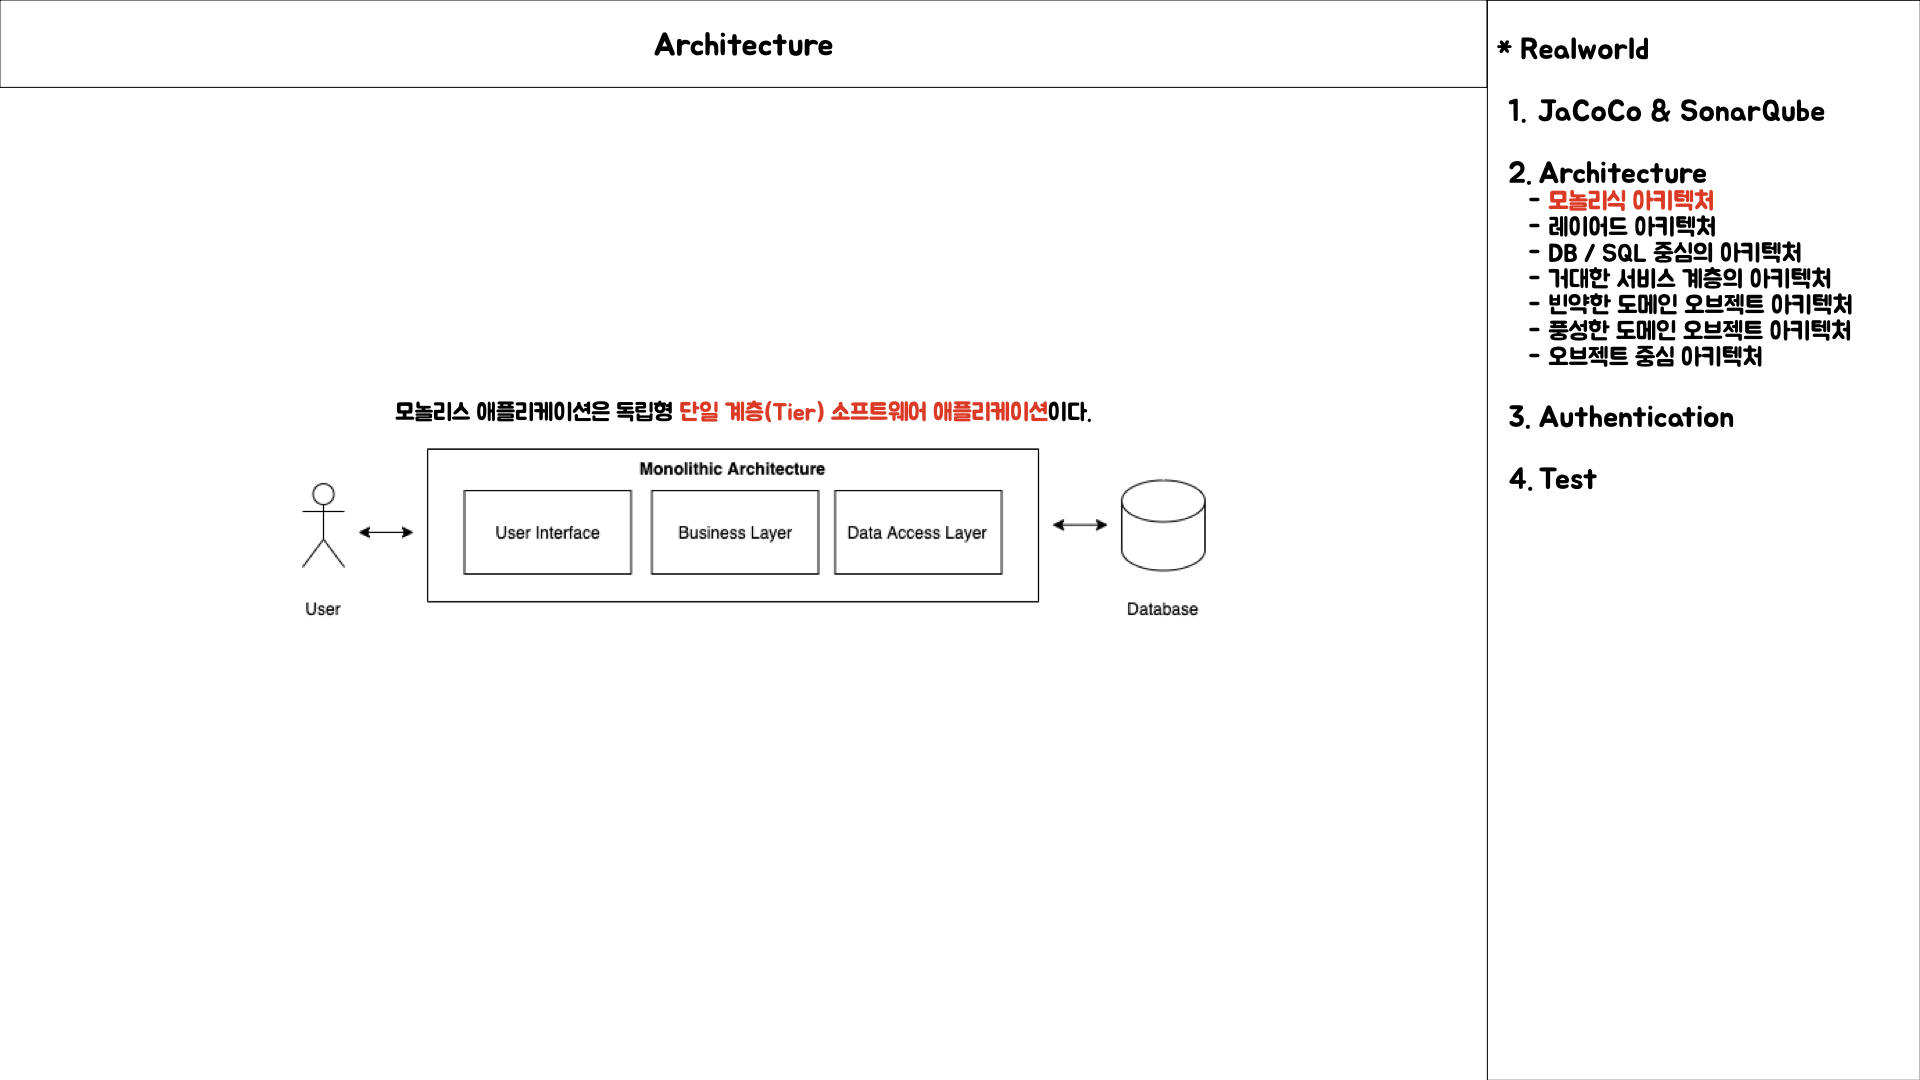 Architecture
모놀리스 애플리케이션은 독립형 단일 계층(Tier) 소프트웨어 애플리케이션이다.
Monolithic Architecture
User Interface
Business Layer
Data Access Layer
User
Database
* Realworld
1. JaCoCo & SonarQube
2. Architecture
- 모놀리식 아키텍처
- 레이어드 아키텍처
- DB / SQL 중심의 아키텍처
- 거대한 서비스 계층의 아키텍처
- 빈약한 도메인 오브젝트 아키텍처
- 풍성한 도메인 오브젝트 아키텍처
- 오브젝트 중심 아키텍처
3. Authentication
4. Test